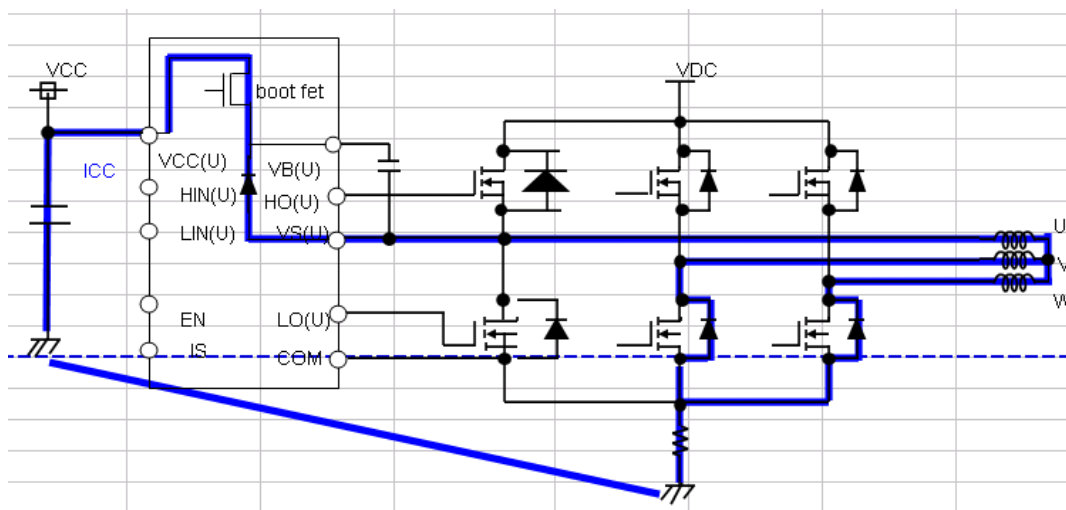 VCC
VDC
boot fet
ICC
VCC(U)
VB(U)
HIN(U)
HO(U)
LIN(U)
VS(U)
U
V
W
EN
LO(U)
IS
COM